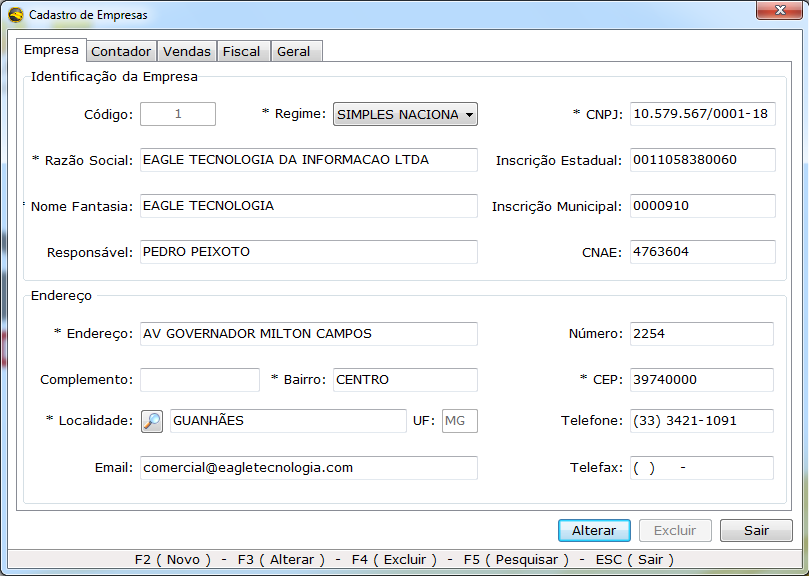 Cadastro de Empresas
Empresa Contador Vendas Fiscal Geral
Identificação da Empresa
Código: 1 * Regime: SIMPLES NACIONA * CNPJ: 10.579.567/0001-18
* Razão Social: EAGLE TECNOLOGIA DA INFORMACAO LTDA Inscrição Estadual: 0011058380060
* Nome Fantasia: EAGLE TECNOLOGIA Inscrição Municipal: 0000910
Responsável: PEDRO PEIXOTO CNAE: 4763604
Endereço
* Endereço: AV GOVERNADOR MILTON CAMPOS Número: 2254
Complemento: * Bairro: CENTRO * CEP: 39740000
* Localidade: GUANHÃES UF: MG Telefone: (33) 3421-1091
Email: comercial@eagletecnologia.com Telefax: ( ) -
Alterar Excluir Sair
F2 ( Novo ) - F3 ( Alterar ) - F4 ( Excluir ) - F5 ( Pesquisar ) - ESC ( Sair )